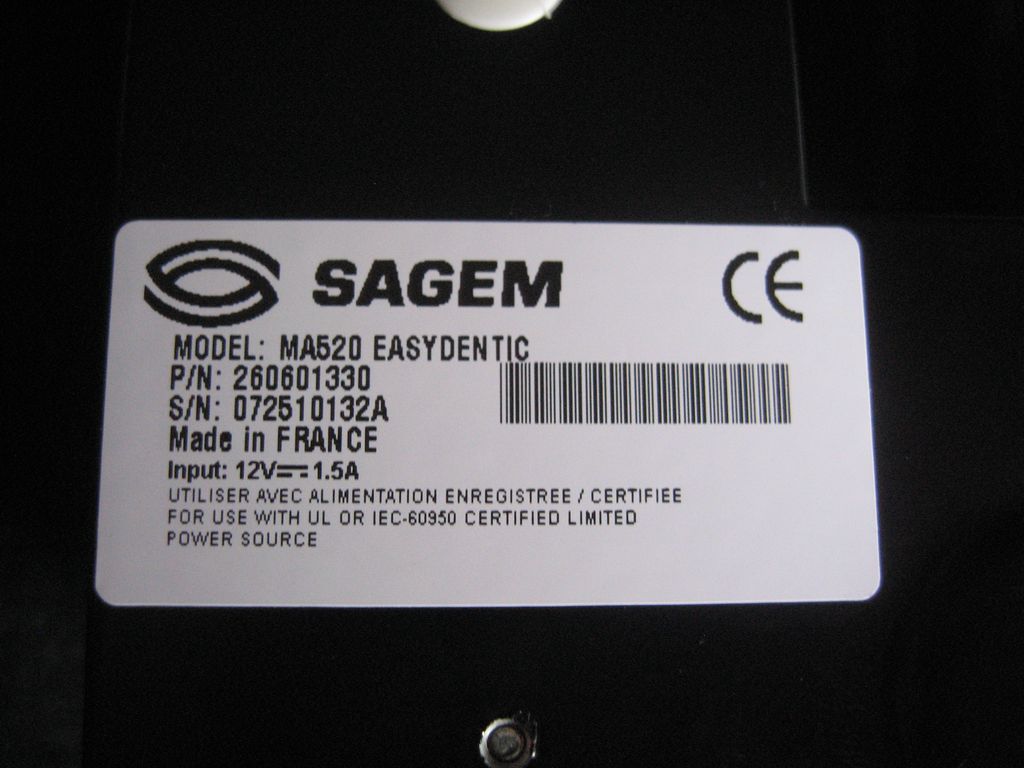 SAGEM CE
MODEL: MA520 EASYDENTIC
P/N: 260601330
S/N: 072510132A
Made in FRANCE
Input: 12V⎓1.5A
UTILISER AVEC ALIMENTATION ENREGISTREE / CERTIFIEE
FOR USE WITH UL OR IEC-60950 CERTIFIED LIMITED
POWER SOURCE